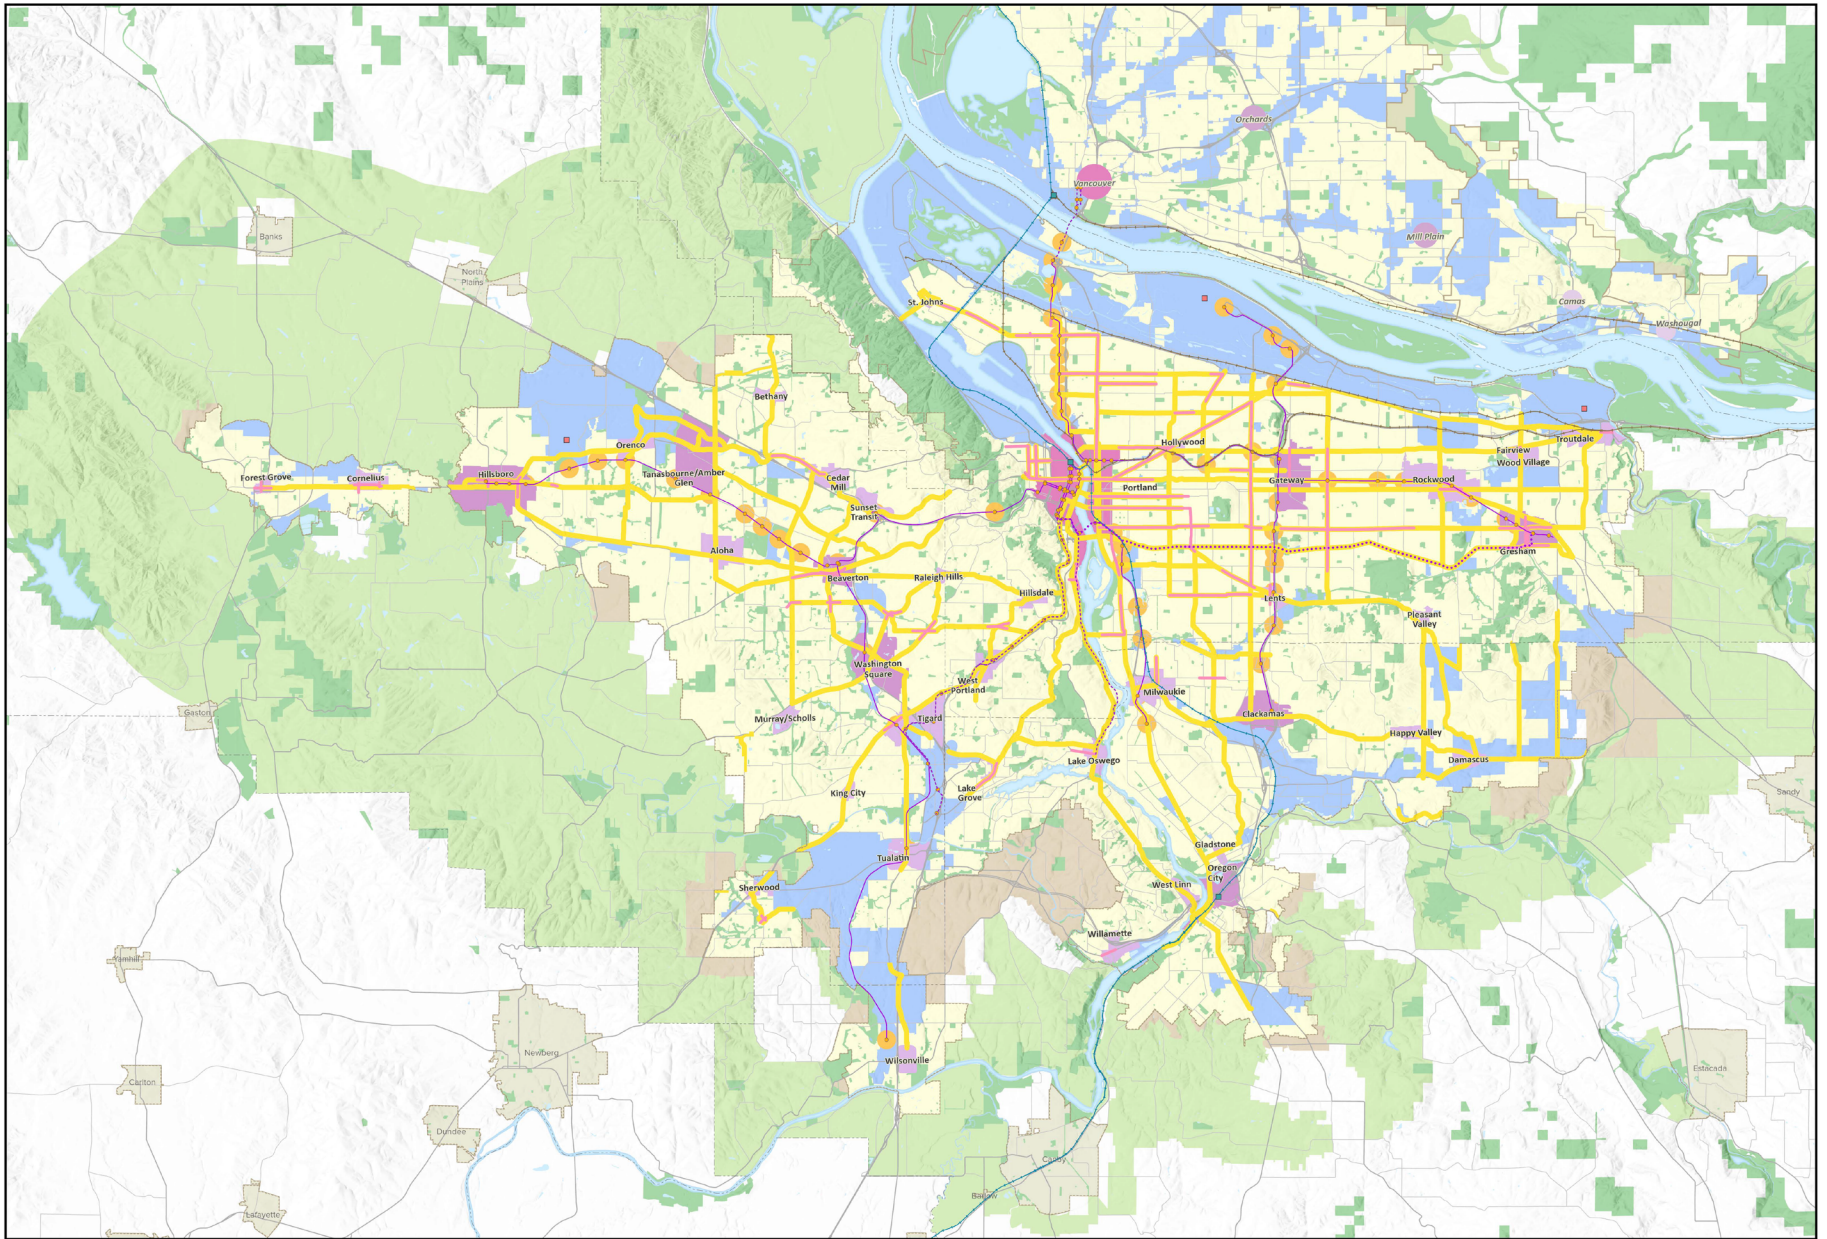 Orchards
Vancouver
Mill Plain
Banks
North
Plains
St. Johns
Camas
Washougal
Bethany
Orenco
Hollywood
Troutdale
Fairview
Wood Village
Forest Grove
Cornelius
Hillsboro
Tanasbourne/Amber
Glen
Cedar
Mill
Sunset
Transit
Portland
Gateway
Rockwood
Aloha
Beaverton
Raleigh Hills
Hillsdale
Gresham
Lents
Pleasant
Valley
Washington
Square
West
Portland
Milwaukie
Gaston
Murray/Scholls
Tigard
Clackamas
Happy Valley
Lake Oswego
Damascus
King City
Lake
Grove
Sandy
Gladstone
Tualatin
Oregon
City
Sherwood
West Linn
Willamette
Yamhill
Newberg
Wilsonville
Carlton
Estacada
Dundee
Canby
Barlow
Lafayette